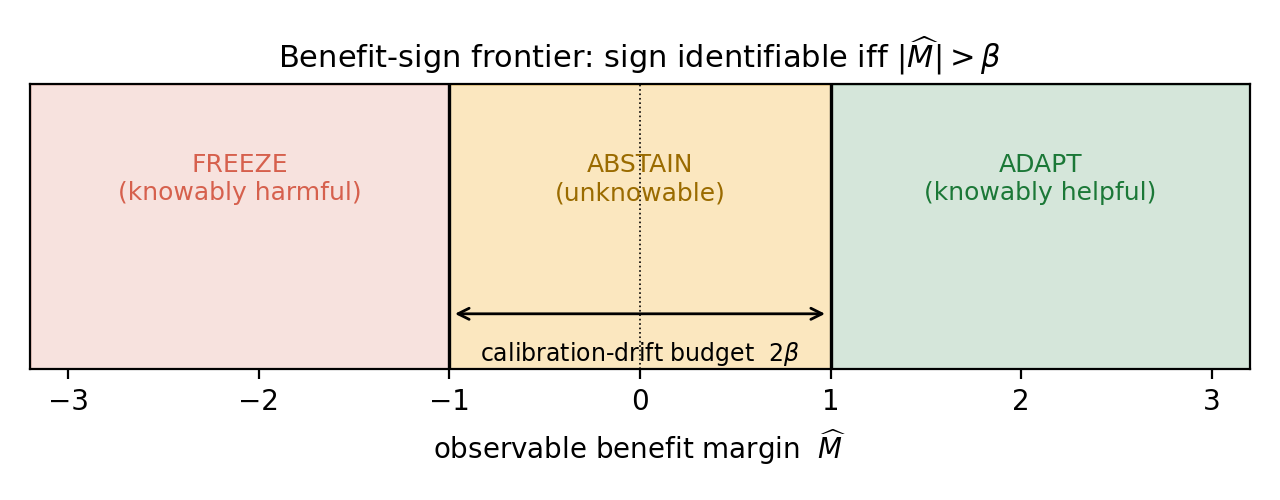 Benefit-sign frontier: sign identifiable iff |M̂| > β
FREEZE
(knowably harmful)
ABSTAIN
(unknowable)
ADAPT
(knowably helpful)
calibration-drift budget 2β
−3 −2 −1 0 1 2 3
observable benefit margin M̂